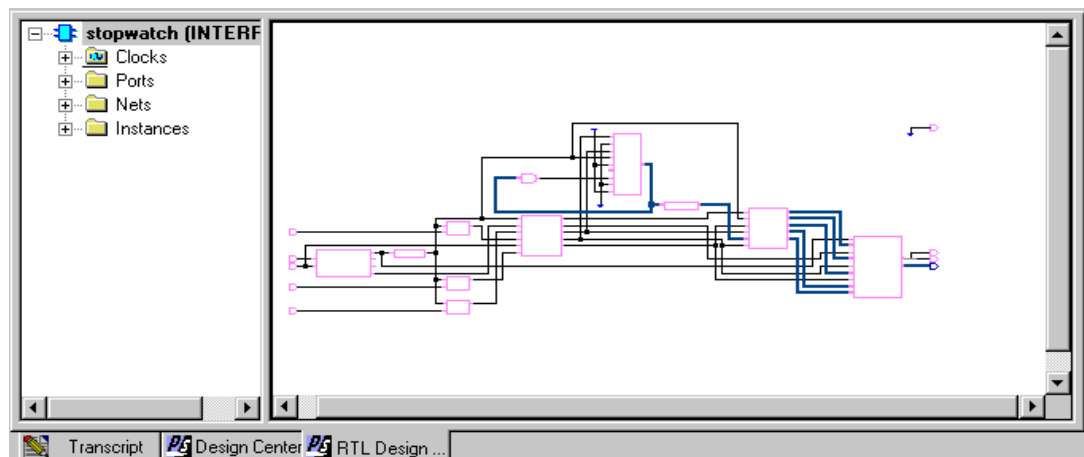 stopwatch (INTERF
Clocks
Ports
Nets
Instances
Transcript
Design Center
RTL Design ...